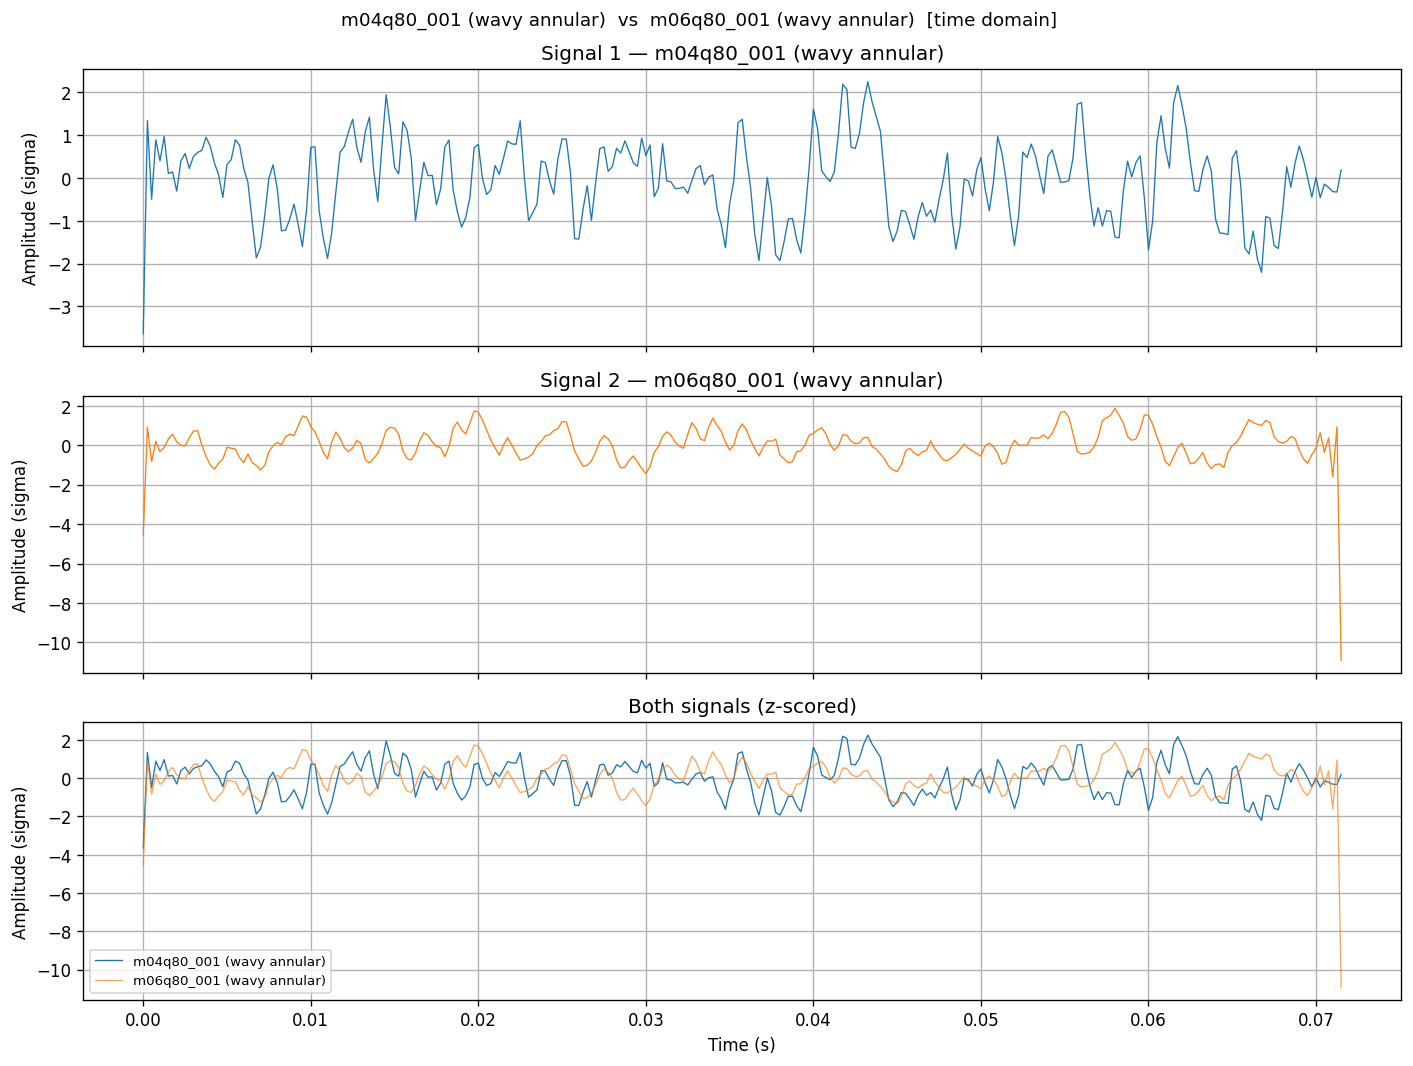 m04q80_001 (wavy annular)  vs  m06q80_001 (wavy annular)  [time domain]
Signal 1 — m04q80_001 (wavy annular)
2
1
0
−1
−2
−3
Amplitude (sigma)
Signal 2 — m06q80_001 (wavy annular)
2
0
−2
−4
−6
−8
−10
Amplitude (sigma)
Both signals (z-scored)
2
0
−2
−4
−6
−8
−10
Amplitude (sigma)
m04q80_001 (wavy annular)
m06q80_001 (wavy annular)
0.00 0.01 0.02 0.03 0.04 0.05 0.06 0.07
Time (s)